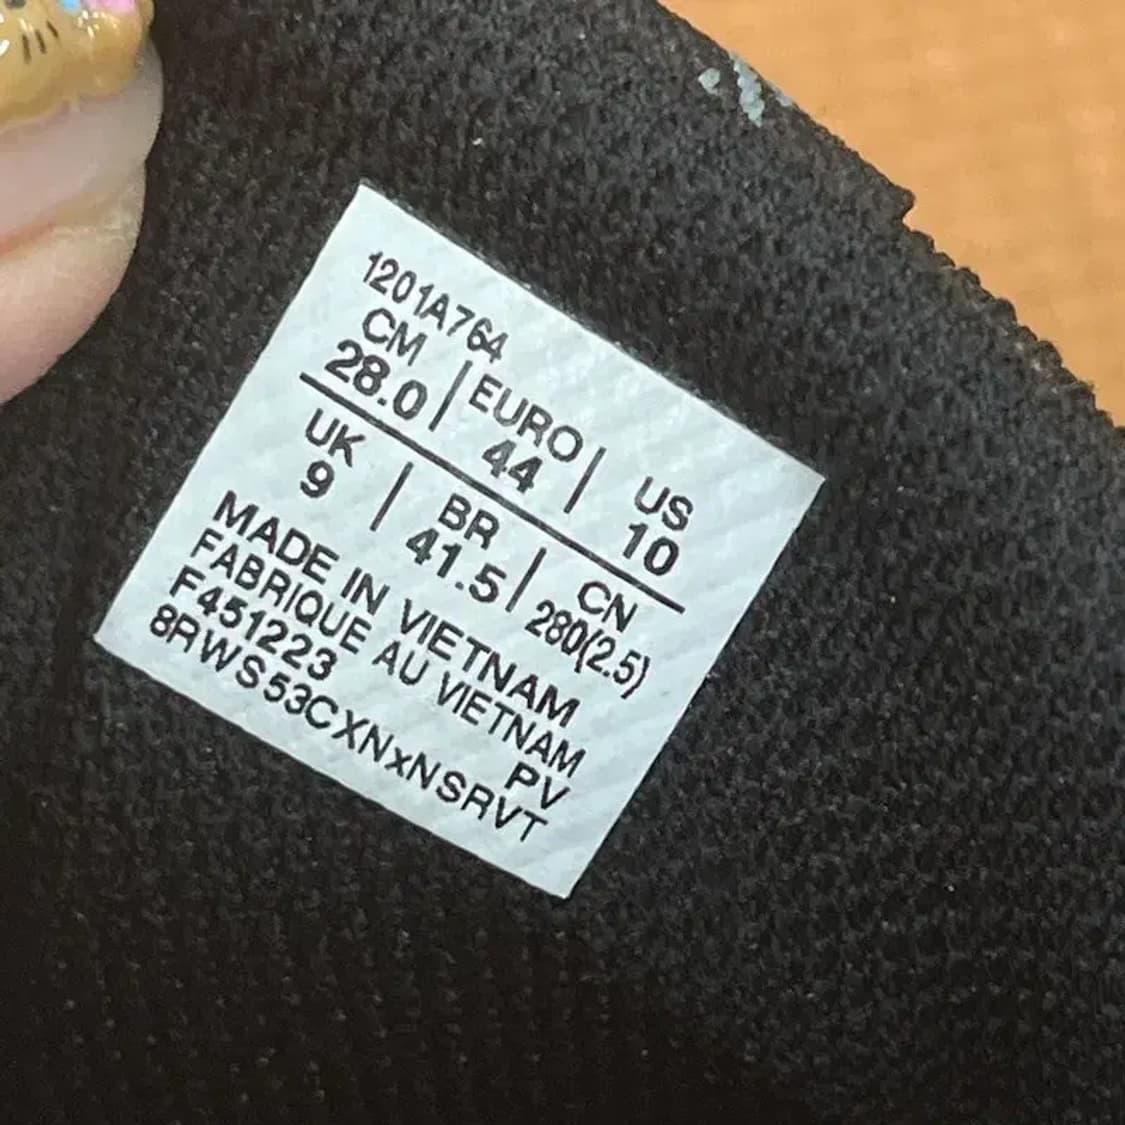 1201A764
CM | EURO | US
28.0 | 44 | 10
UK | BR | CN
9 | 41.5 | 280(2.5)
MADE IN VIETNAM
FABRIQUE AU VIETNAM
F451223 PV
8RWS53CXNxNSRVT